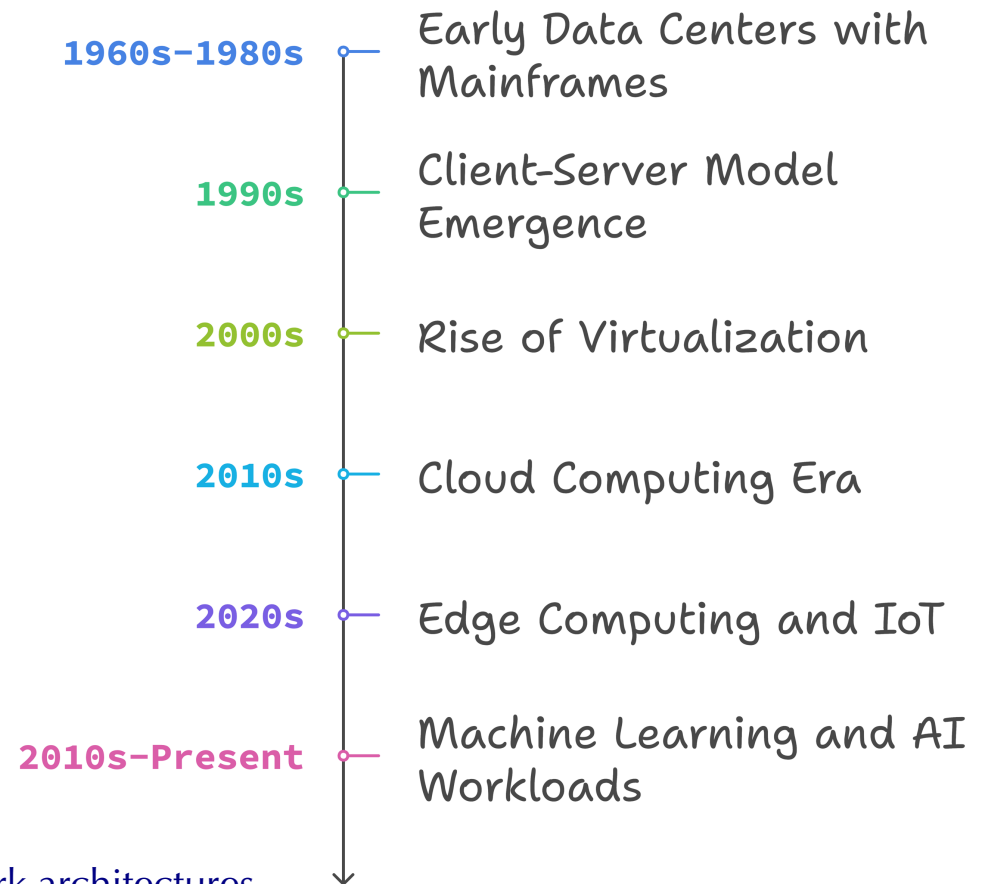 1960s-1980s
Early Data Centers with
Mainframes
1990s
Client-Server Model
Emergence
2000s
Rise of Virtualization
2010s
Cloud Computing Era
2020s
Edge Computing and IoT
2010s-Present
Machine Learning and AI
Workloads
architectures